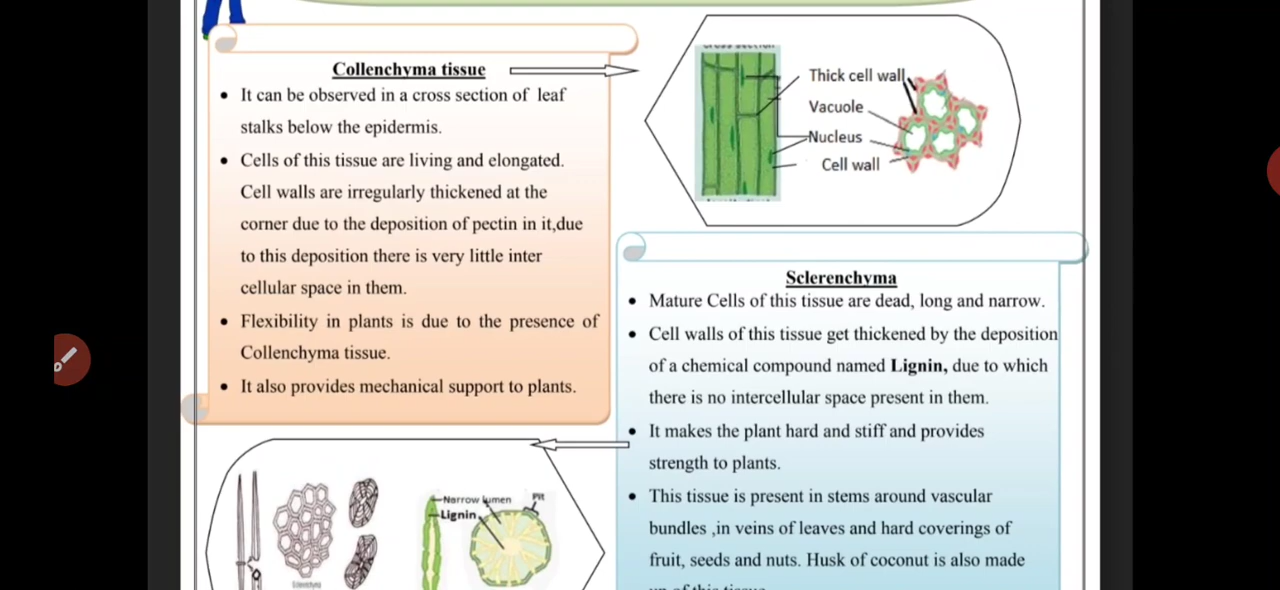 Collenchyma tissue
• It can be observed in a cross section of leaf
stalks below the epidermis.
• Cells of this tissue are living and elongated.
Cell walls are irregularly thickened at the
corner due to the deposition of pectin in it,due
to this deposition there is very little inter
cellular space in them.
• Flexibility in plants is due to the presence of
Collenchyma tissue.
• It also provides mechanical support to plants.
Thick cell wall
Vacuole
Nucleus
Cell wall
Sclerenchyma
• Mature Cells of this tissue are dead, long and narrow.
• Cell walls of this tissue get thickened by the deposition
of a chemical compound named Lignin, due to which
there is no intercellular space present in them.
• It makes the plant hard and stiff and provides
strength to plants.
• This tissue is present in stems around vascular
bundles ,in veins of leaves and hard coverings of
fruit, seeds and nuts. Husk of coconut is also made
Narrow lumen
Pit
Lignin